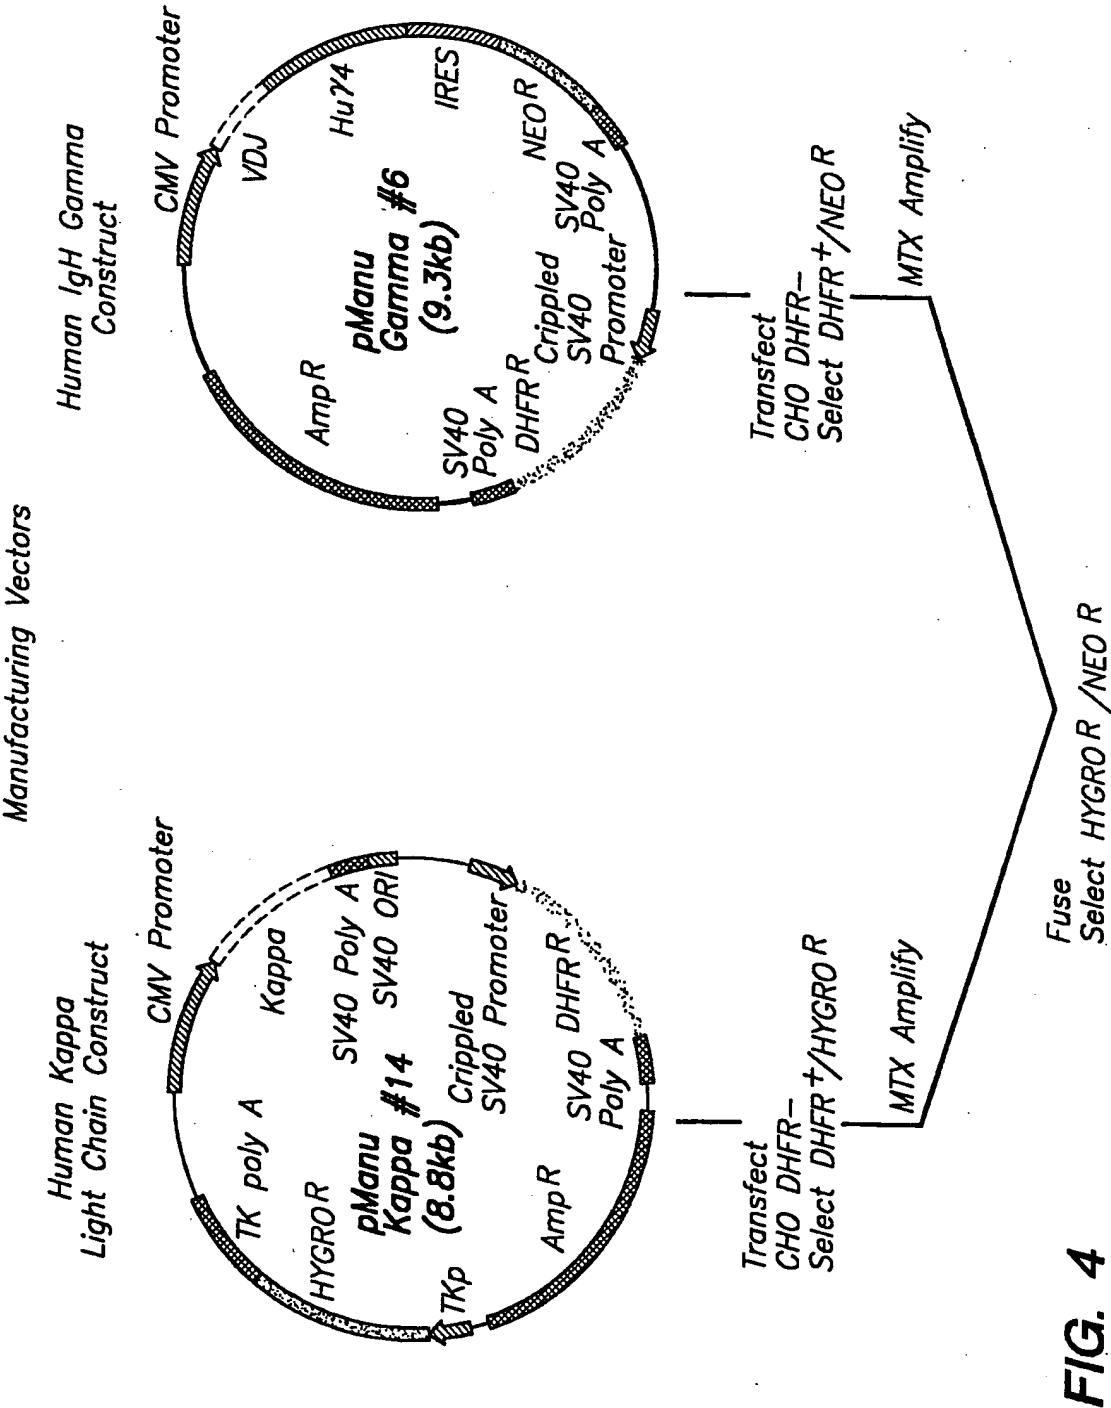 Manufacturing Vectors
Human Kappa
Light Chain Construct
CMV Promoter
Kappa
SV40 Poly A
SV40 ORI
Crippled
SV40 Promoter
DHFR R
SV40
Poly A
AmpR
TKp
HYGRO R
TK poly A
pManu
Kappa #14
(8.8kb)
Transfect
CHO DHFR-
Select DHFR+/HYGRO R
MTX Amplify
Human IgH Gamma
Construct
CMV Promoter
VDJ
Huγ4
IRES
NEO R
SV40
Poly A
Crippled
SV40
Promoter
DHFR R
SV40
Poly A
AmpR
pManu
Gamma #6
(9.3kb)
Transfect
CHO DHFR-
Select DHFR+/NEO R
MTX Amplify
Fuse
Select HYGRO R /NEO R
FIG. 4